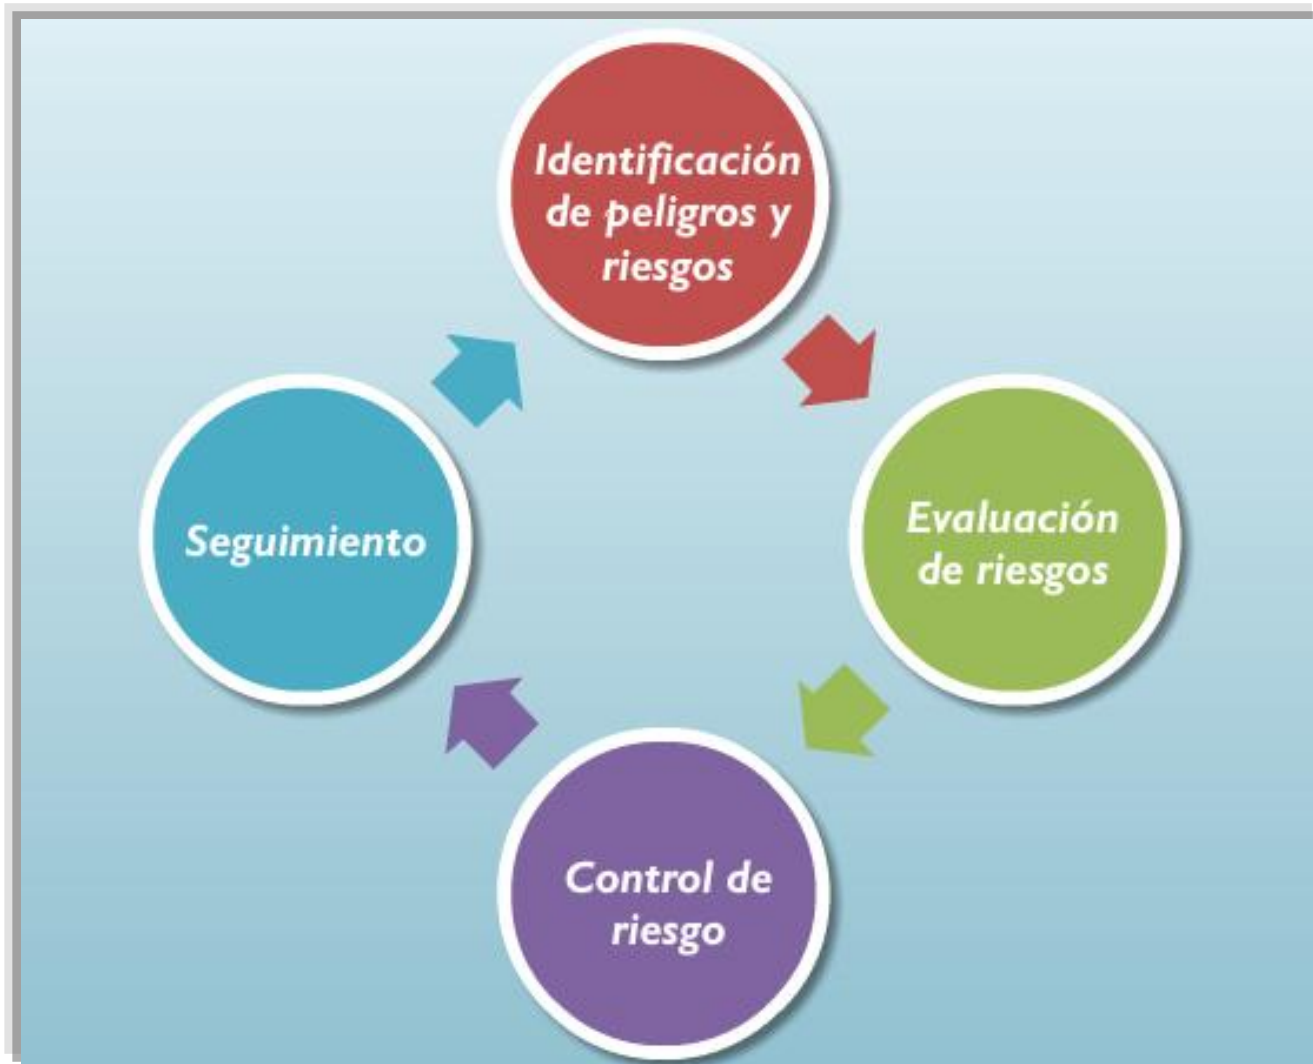 Identificación
de peligros y
riesgos
Evaluación
de riesgos
Control de
riesgo
Seguimiento